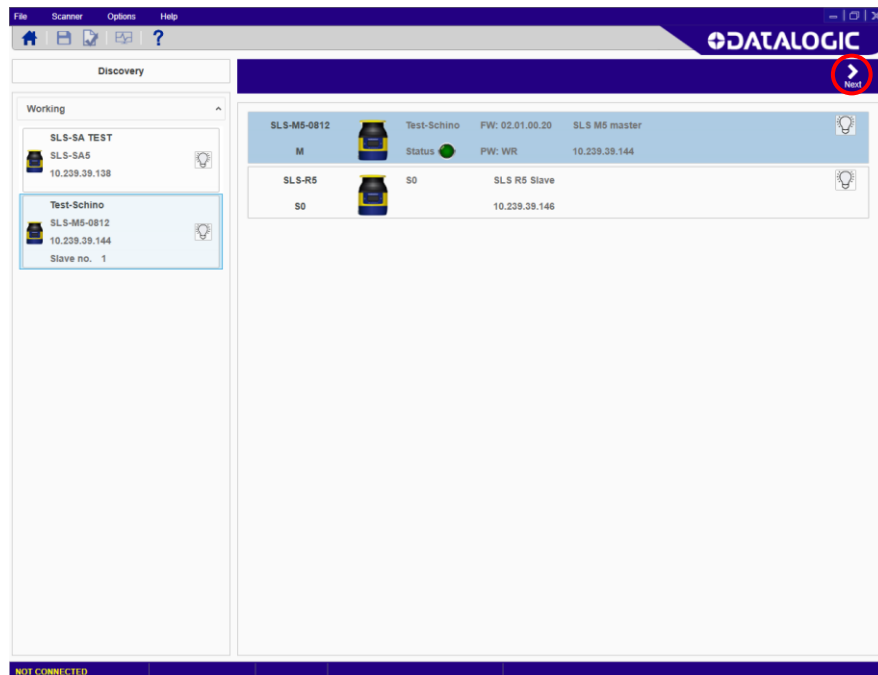 File Scanner Options Help
? DATALOGIC
Discovery
Next
Working
SLS-SA TEST
SLS-SA5
10.239.39.138
Test-Schino
SLS-M5-0812
10.239.39.144
Slave no. 1
SLS-M5-0812 Test-Schino FW: 02.01.00.20 SLS M5 master
M Status PW: WR 10.239.39.144
SLS-R5 S0 SLS R5 Slave
S0 10.239.39.146
NOT CONNECTED